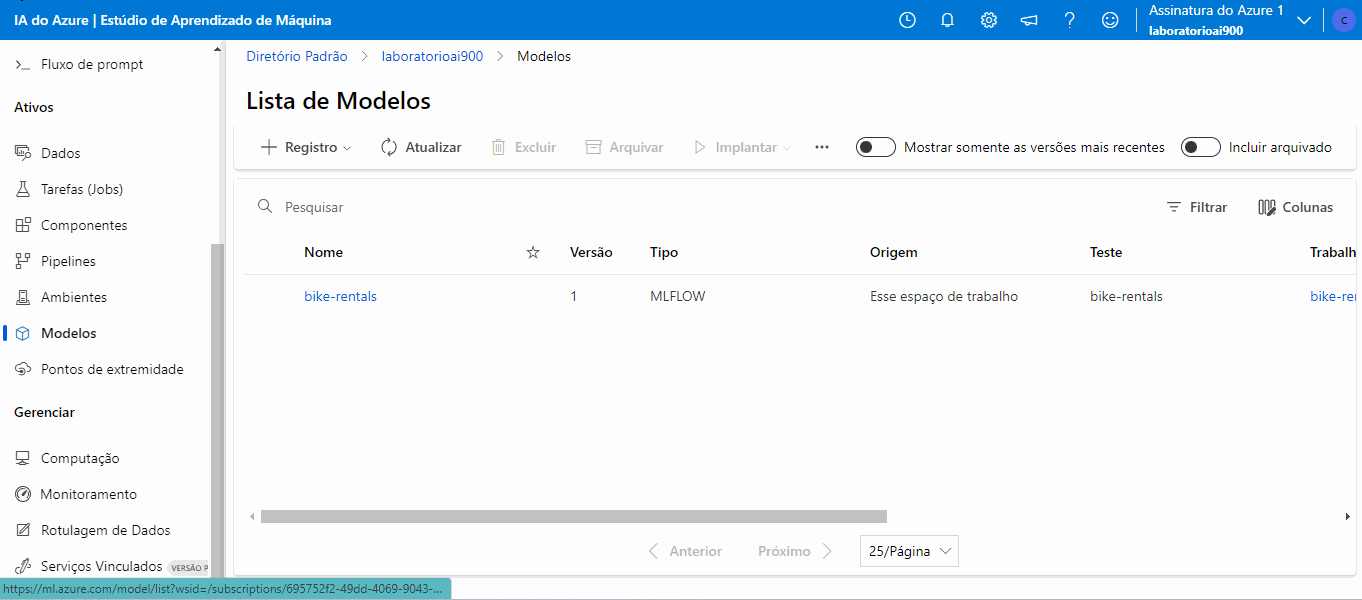 IA do Azure | Estúdio de Aprendizado de Máquina
Assinatura do Azure 1
laboratorioai900
C
Fluxo de prompt
Ativos
Dados
Tarefas (Jobs)
Componentes
Pipelines
Ambientes
Modelos
Pontos de extremidade
Gerenciar
Computação
Monitoramento
Rotulagem de Dados
Serviços Vinculados VERSÃO P
Diretório Padrão > laboratorioai900 > Modelos
Lista de Modelos
+ Registro Atualizar Excluir Arquivar Implantar ... Mostrar somente as versões mais recentes Incluir arquivado
Pesquisar Filtrar Colunas
Nome Versão Tipo Origem Teste Trabalh
bike-rentals 1 MLFLOW Esse espaço de trabalho bike-rentals bike-re
Anterior Próximo 25/Página
https://ml.azure.com/model/list?wsid=/subscriptions/695752f2-49dd-4069-9043-...